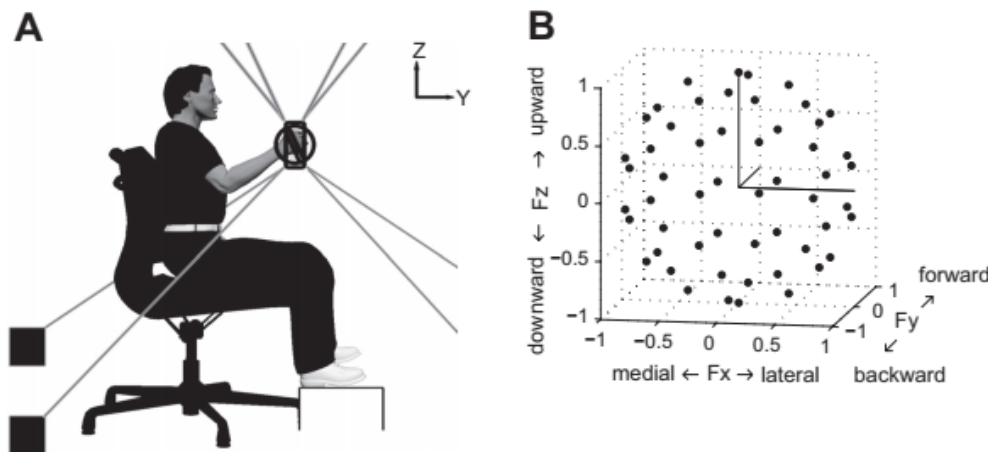 A
Z
Y
B
1
0.5
0
−0.5
−1
downward ← Fz → upward
−1
−0.5
0
0.5
1
medial ← Fx → lateral
−1
0
1
backward ← Fy → forward